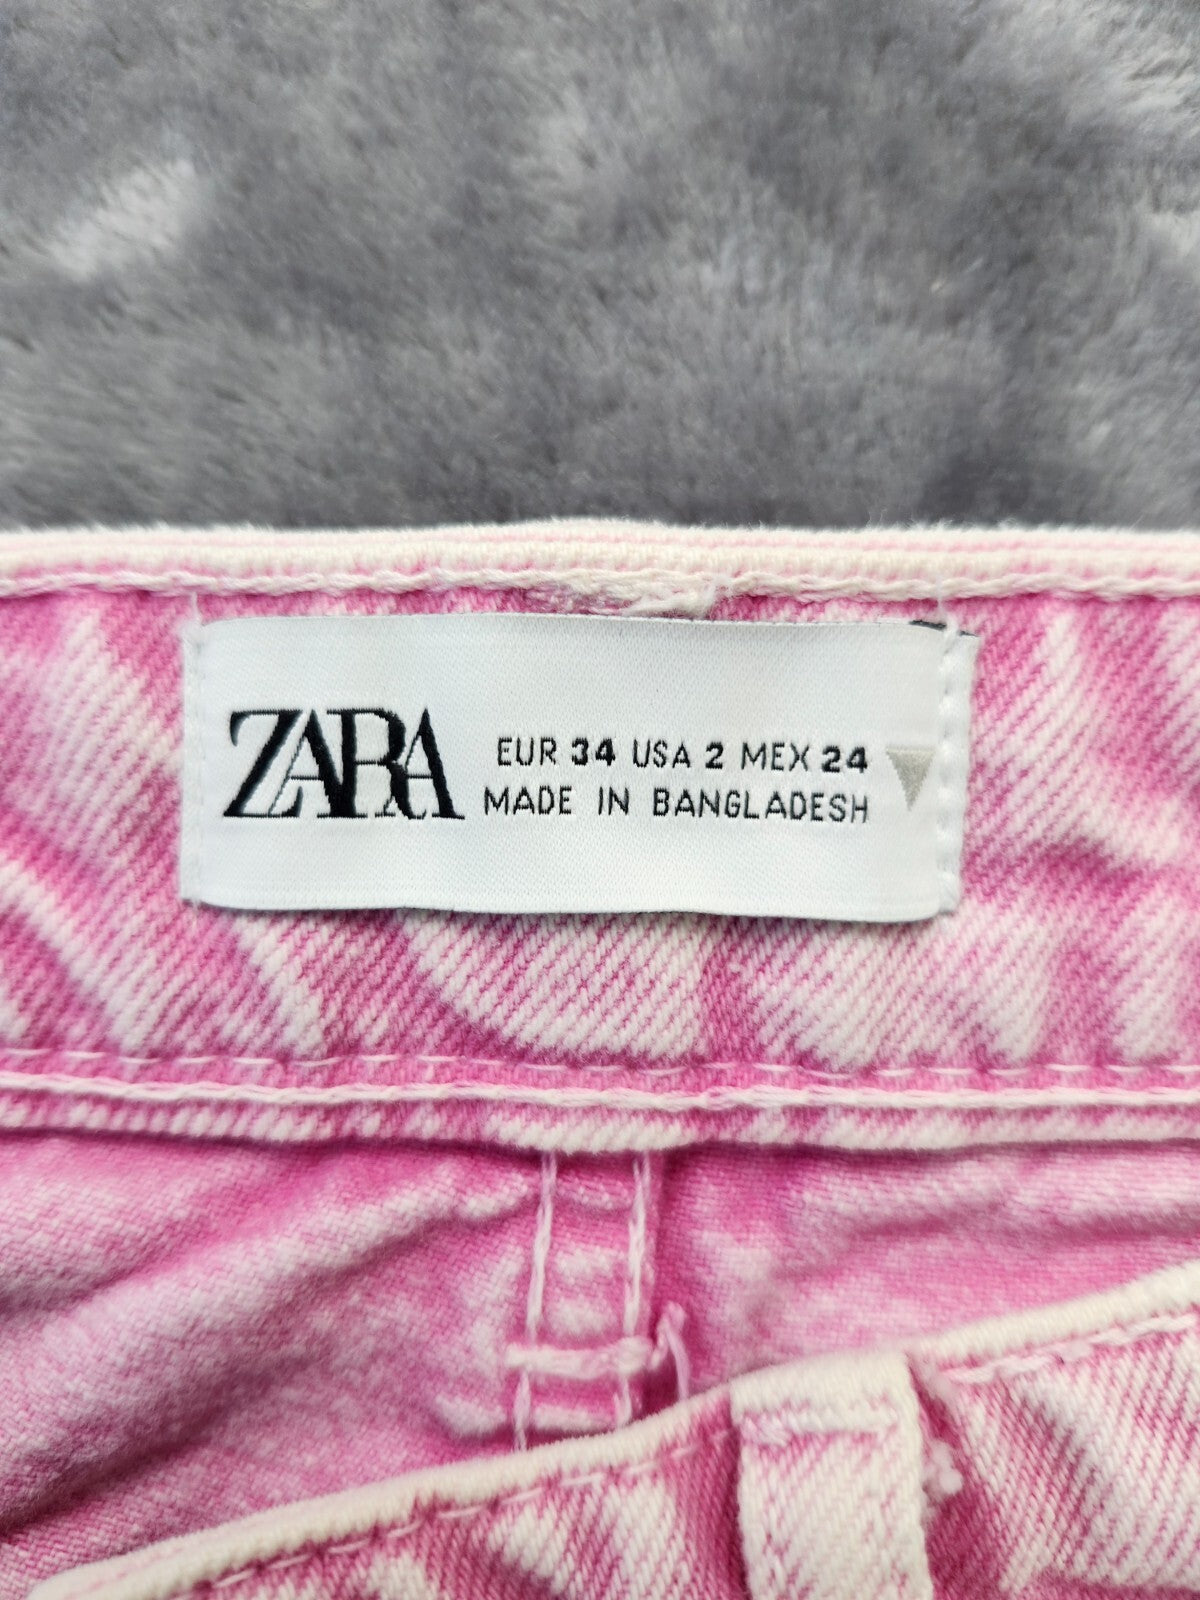 ZARA
EUR 34 USA 2 MEX 24
MADE IN BANGLADESH